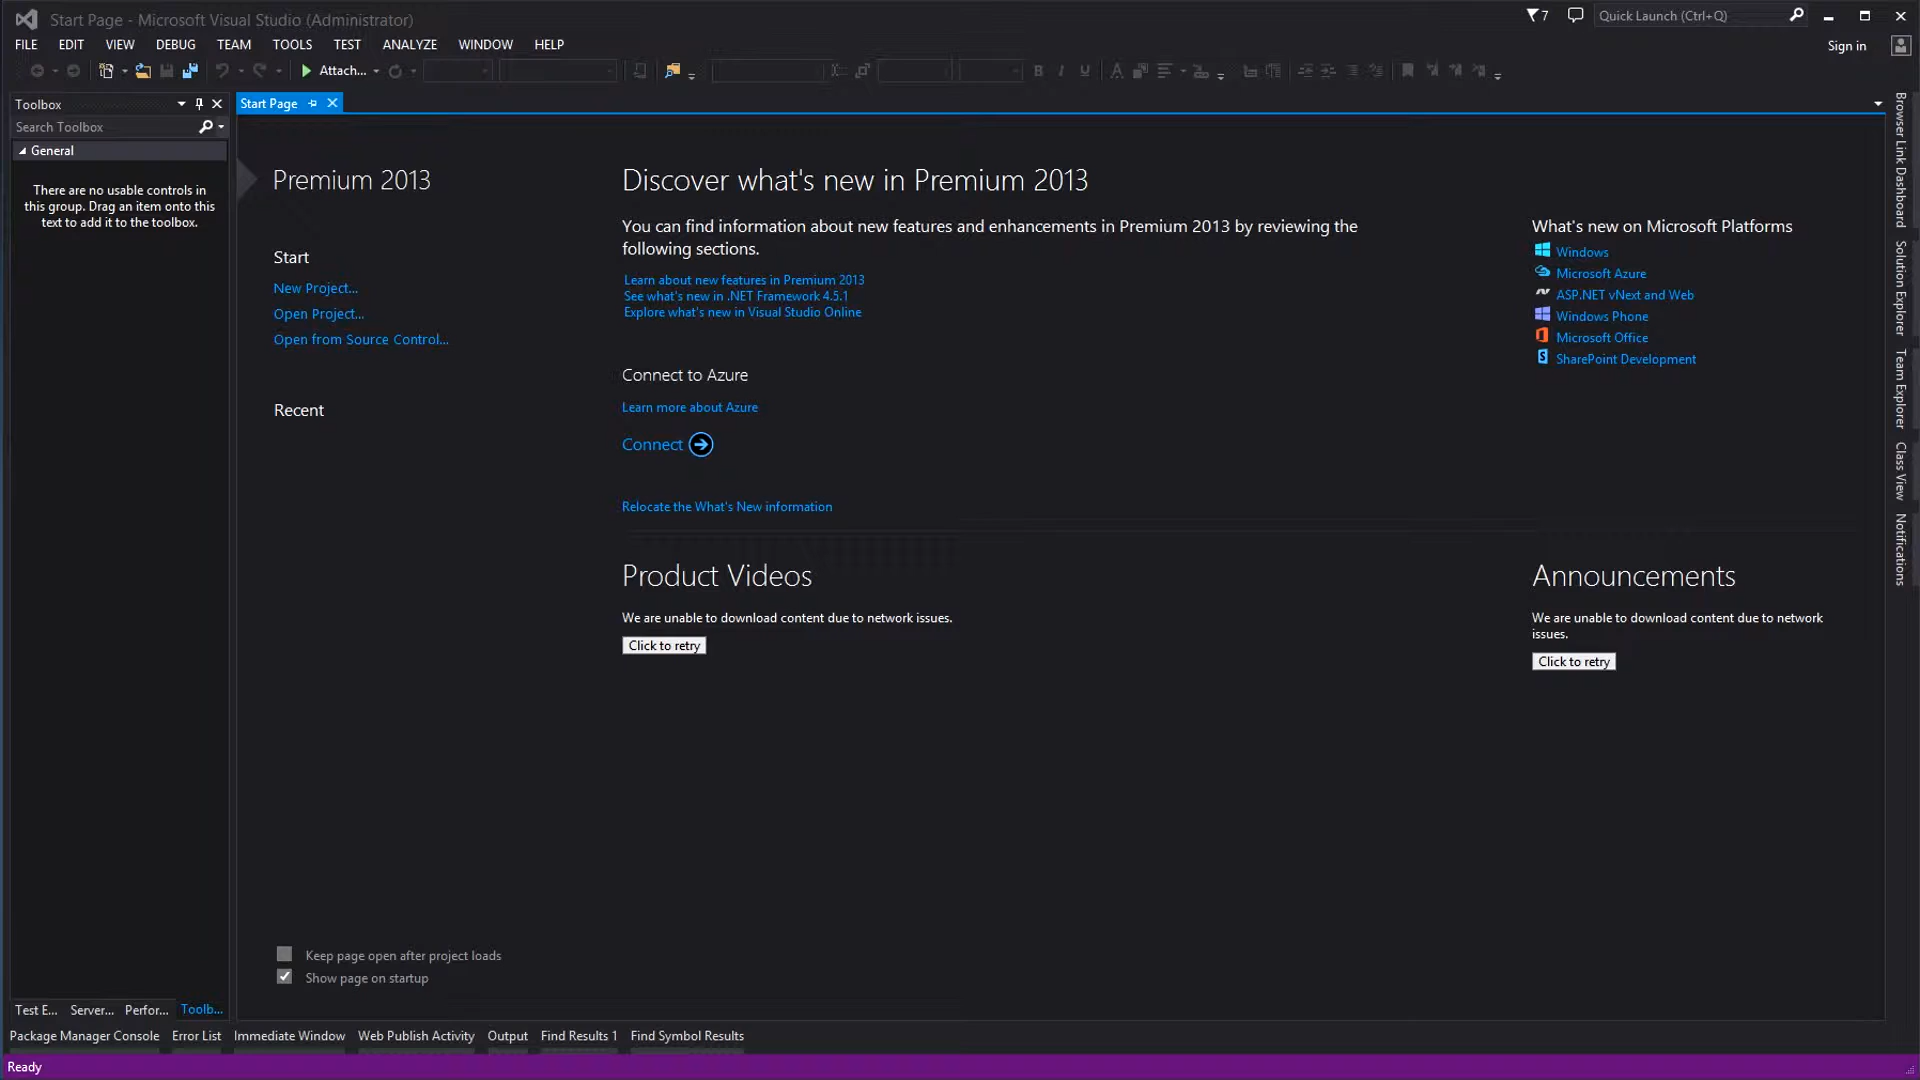 Start Page - Microsoft Visual Studio (Administrator)
7
Quick Launch (Ctrl+Q)
FILE EDIT VIEW DEBUG TEAM TOOLS TEST ANALYZE WINDOW HELP
Sign in
Attach...
Toolbox
Start Page
Search Toolbox
General
There are no usable controls in
this group. Drag an item onto this
text to add it to the toolbox.
Premium 2013
Start
New Project...
Open Project...
Open from Source Control...
Recent
Discover what's new in Premium 2013
You can find information about new features and enhancements in Premium 2013 by reviewing the
following sections.
Learn about new features in Premium 2013
See what's new in .NET Framework 4.5.1
Explore what's new in Visual Studio Online
Connect to Azure
Learn more about Azure
Connect
Relocate the What's New information
What's new on Microsoft Platforms
Windows
Microsoft Azure
ASP.NET vNext and Web
Windows Phone
Microsoft Office
SharePoint Development
Product Videos
We are unable to download content due to network issues.
Click to retry
Announcements
We are unable to download content due to network
issues.
Click to retry
Keep page open after project loads
Show page on startup
Browser Link Dashboard
Solution Explorer
Team Explorer
Class View
Notifications
Test E... Server... Perfor... Toolb...
Package Manager Console Error List Immediate Window Web Publish Activity Output Find Results 1 Find Symbol Results
Ready